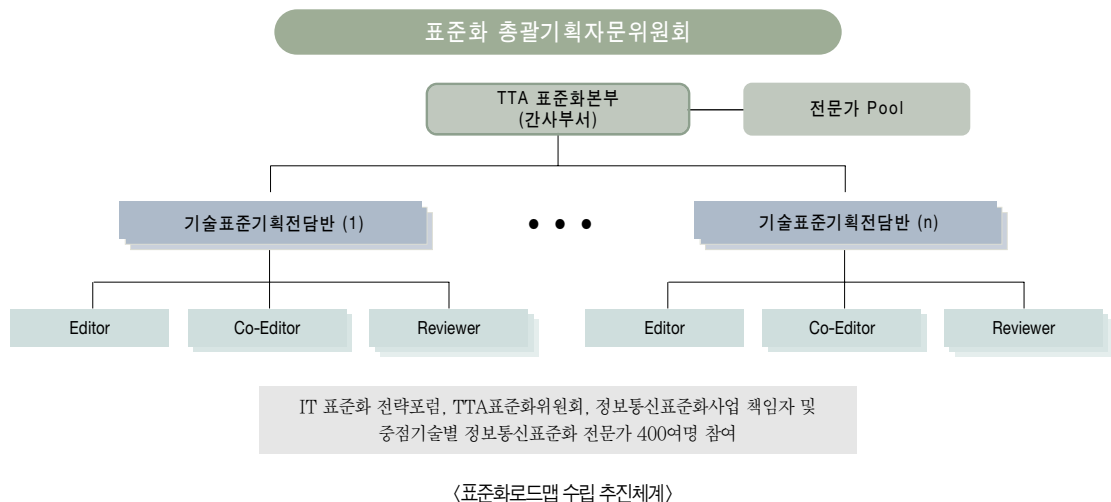 표준화 총괄기획자문위원회
TTA 표준화본부
(간사부서)
전문가 Pool
기술표준기획전담반 (1)
• • •
기술표준기획전담반 (n)
Editor
Co-Editor
Reviewer
Editor
Co-Editor
Reviewer
IT 표준화 전략포럼, TTA표준화위원회, 정보통신표준화사업 책임자 및
중점기술별 정보통신표준화 전문가 400여명 참여
〈표준화로드맵 수립 추진체계〉